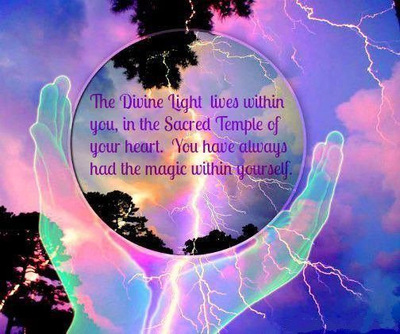 The Divine Light lives within
you, in the Sacred Temple of
your heart. You have always
had the magic within yourself.